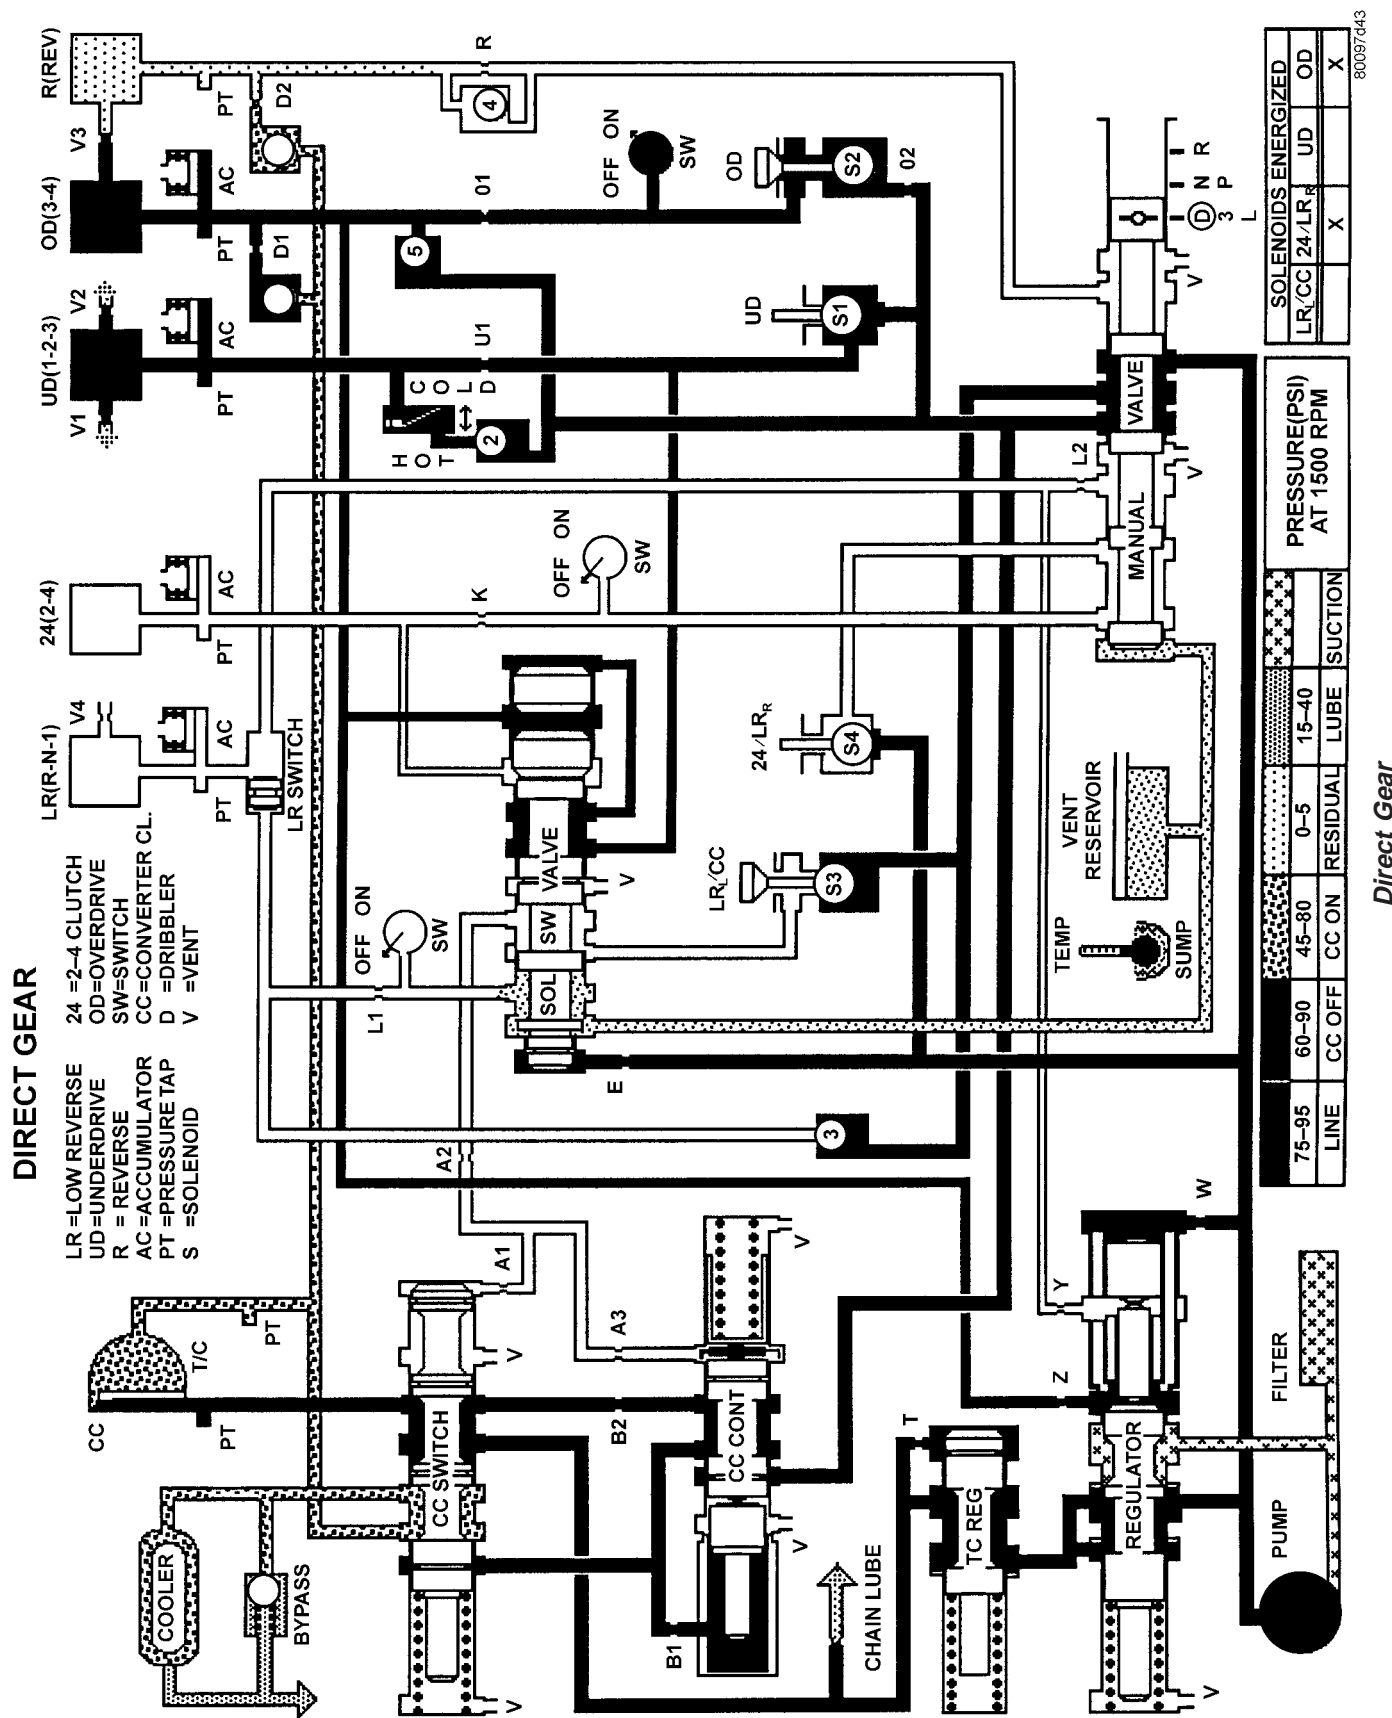 DIRECT GEAR
LR =LOW REVERSE
UD =UNDERDRIVE
R = REVERSE
AC =ACCUMULATOR
PT =PRESSURE TAP
S =SOLENOID
24 =2–4 CLUTCH
OD=OVERDRIVE
SW=SWITCH
CC=CONVERTER CL.
D =DRIBBLER
V =VENT
LR(R-N-1)
24(2-4)
UD(1-2-3)
OD(3-4)
R(REV)
V4
V1
V2
V3
PT
AC
PT
AC
PT
AC
PT
AC
PT
D1
D2
LR SWITCH
CC
T/C
PT
PT
COOLER
BYPASS
CC SWITCH
V
V
A1
A2
A3
B1
B2
CC CONT
V
V
CHAIN LUBE
T
TC REG
REGULATOR
V
Z
Y
W
PUMP
FILTER
L1
OFF
ON
SW
SOL
SW
VALVE
V
E
3
LR_L/CC
S3
24/LR_R
S4
K
OFF
ON
SW
HOT
COLD
2
5
U1
01
R
4
UD
S1
OD
S2
02
OFF
ON
SW
TEMP
SUMP
VENT
RESERVOIR
MANUAL
VALVE
L2
V
V
D N R
3 P
L
75–95
60–90
45–80
0–5
15–40
LINE
CC OFF
CC ON
RESIDUAL
LUBE
SUCTION
PRESSURE(PSI)
AT 1500 RPM
SOLENOIDS ENERGIZED
LR_L/CC
24/LR_R
UD
OD
X
X
80097d43
Direct Gear